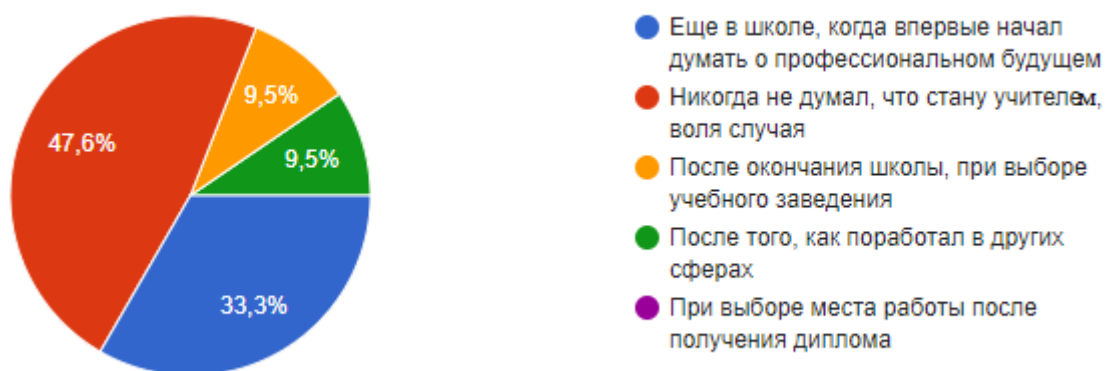 47,6%
9,5%
9,5%
33,3%
Еще в школе, когда впервые начал
думать о профессиональном будущем
Никогда не думал, что стану учителем,
воля случая
После окончания школы, при выборе
учебного заведения
После того, как поработал в других
сферах
При выборе места работы после
получения диплома